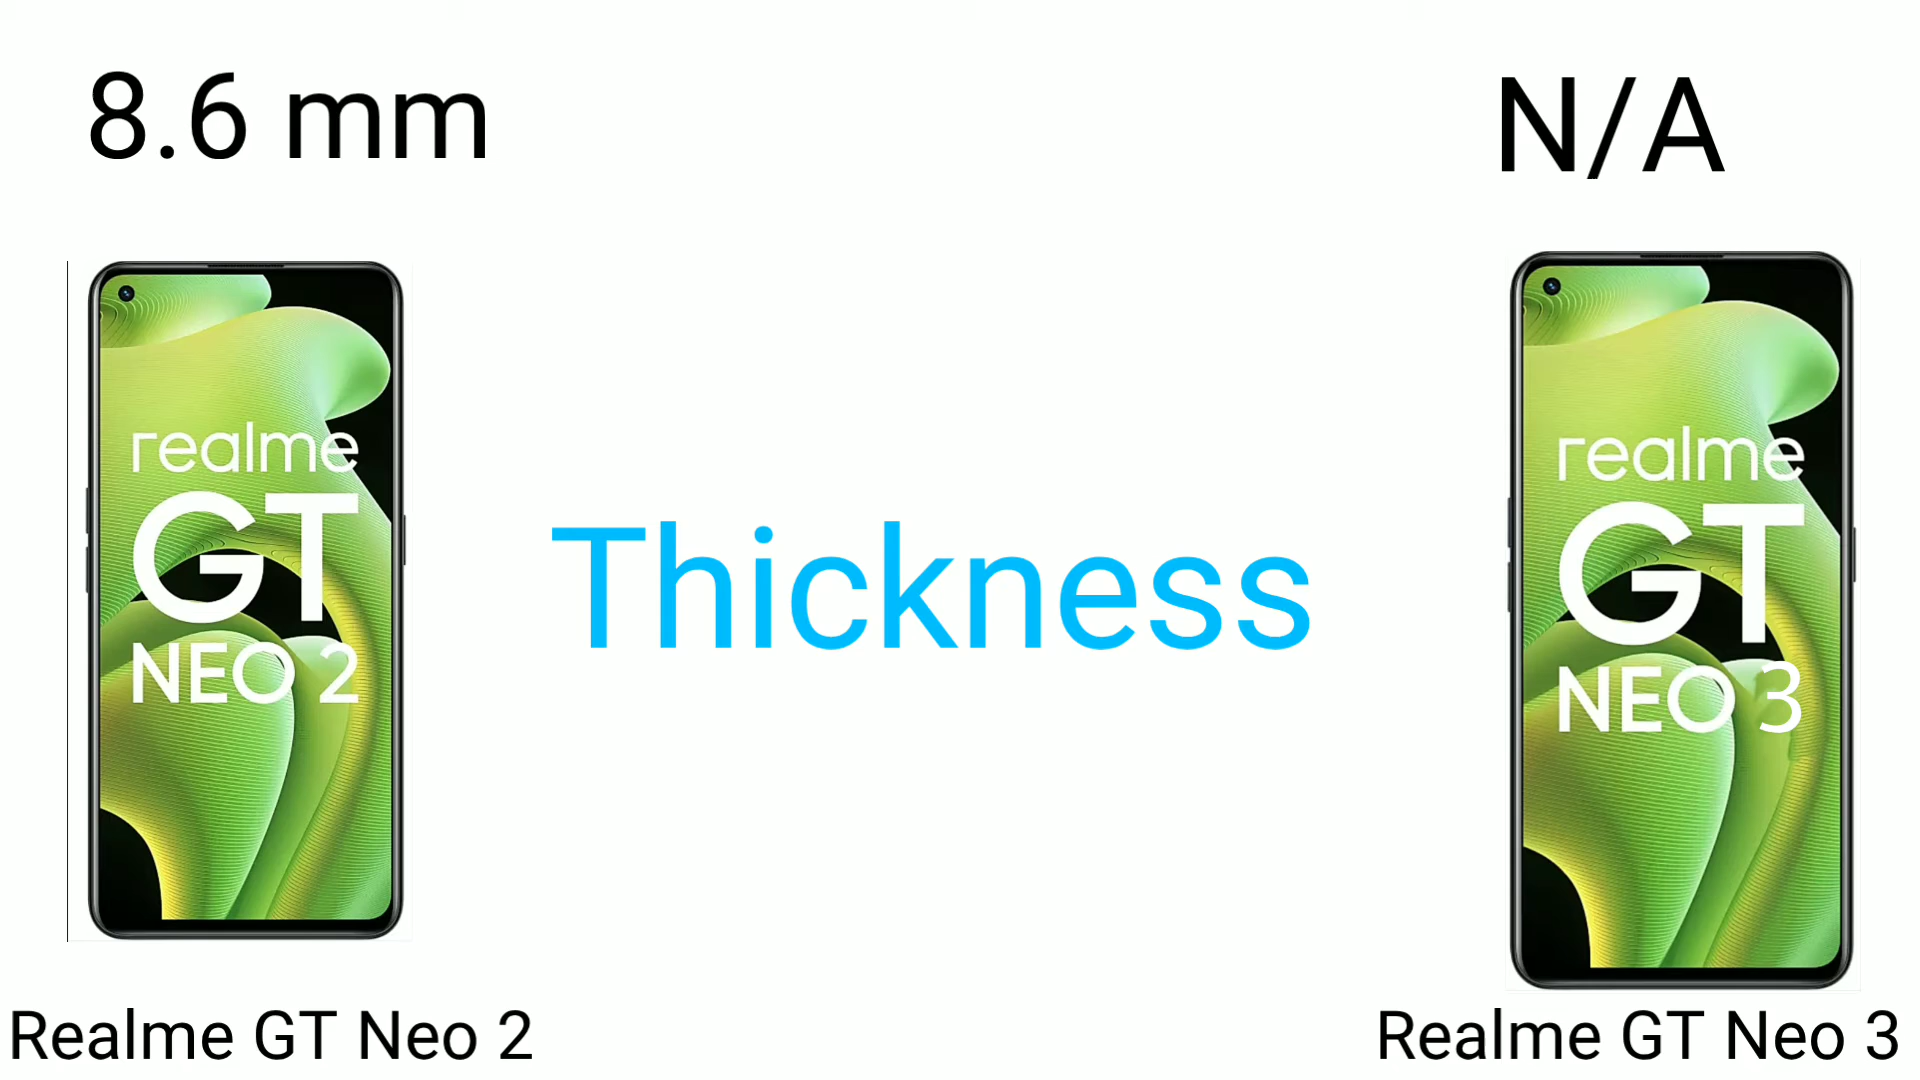 8.6 mm
N/A
realme
GT
NEO 2
Thickness
realme
GT
NEO 3
Realme GT Neo 2
Realme GT Neo 3